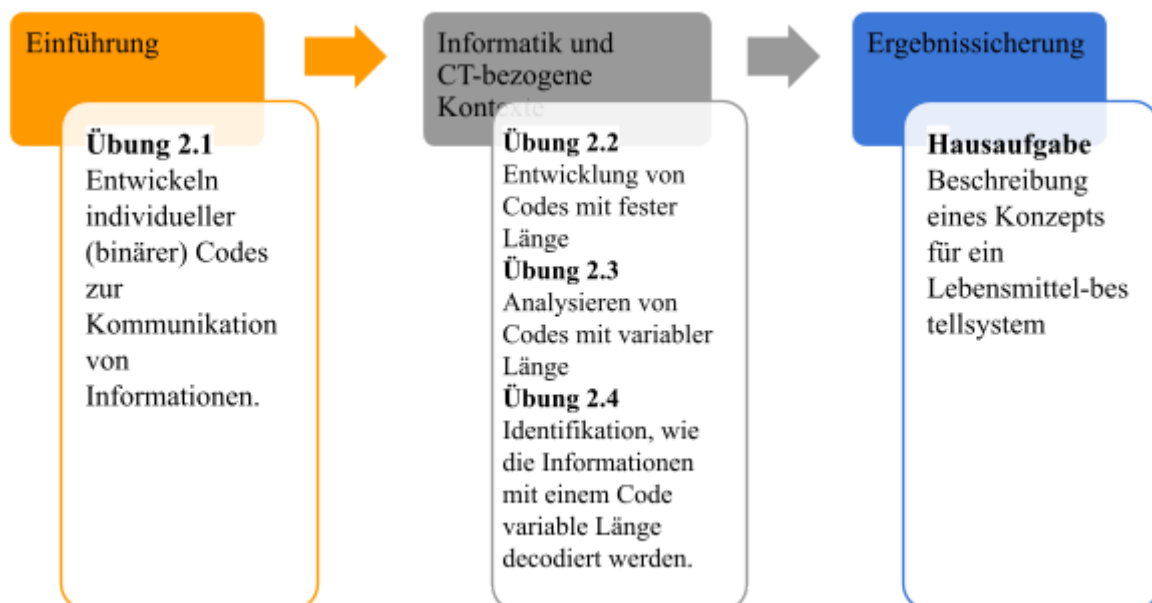 Einführung
Übung 2.1
Entwickeln
individueller
(binärer) Codes
zur
Kommunikation
von
Informationen.
Informatik und
CT-bezogene
Kontexte
Übung 2.2
Entwicklung von
Codes mit fester
Länge
Übung 2.3
Analysieren von
Codes mit variabler
Länge
Übung 2.4
Identifikation, wie
die Informationen
mit einem Code
variable Länge
decodiert werden.
Ergebnissicherung
Hausaufgabe
Beschreibung
eines Konzepts
für ein
Lebensmittel-bes
tellsystem